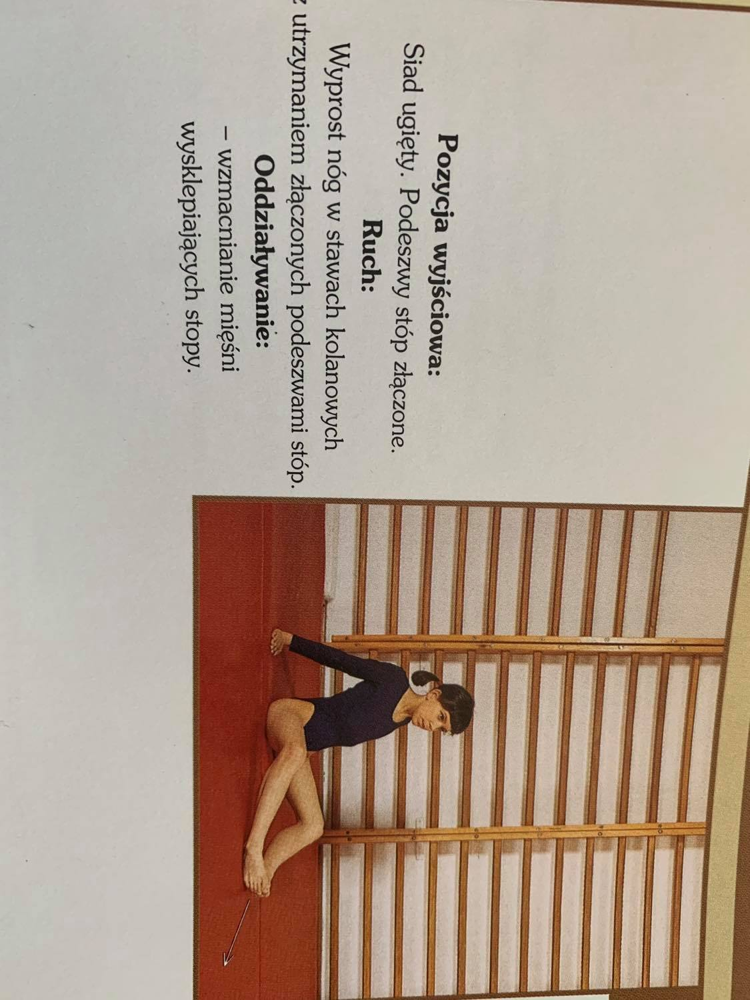 Pozycja wyjściowa:
Siad ugięty. Podeszwy stóp złączone.
Ruch:
Wyprost nóg w stawach kolanowych
z utrzymaniem złączonych podeszwami stóp.
Oddziaływanie:
– wzmacnianie mięśni
wysklepiających stopy.